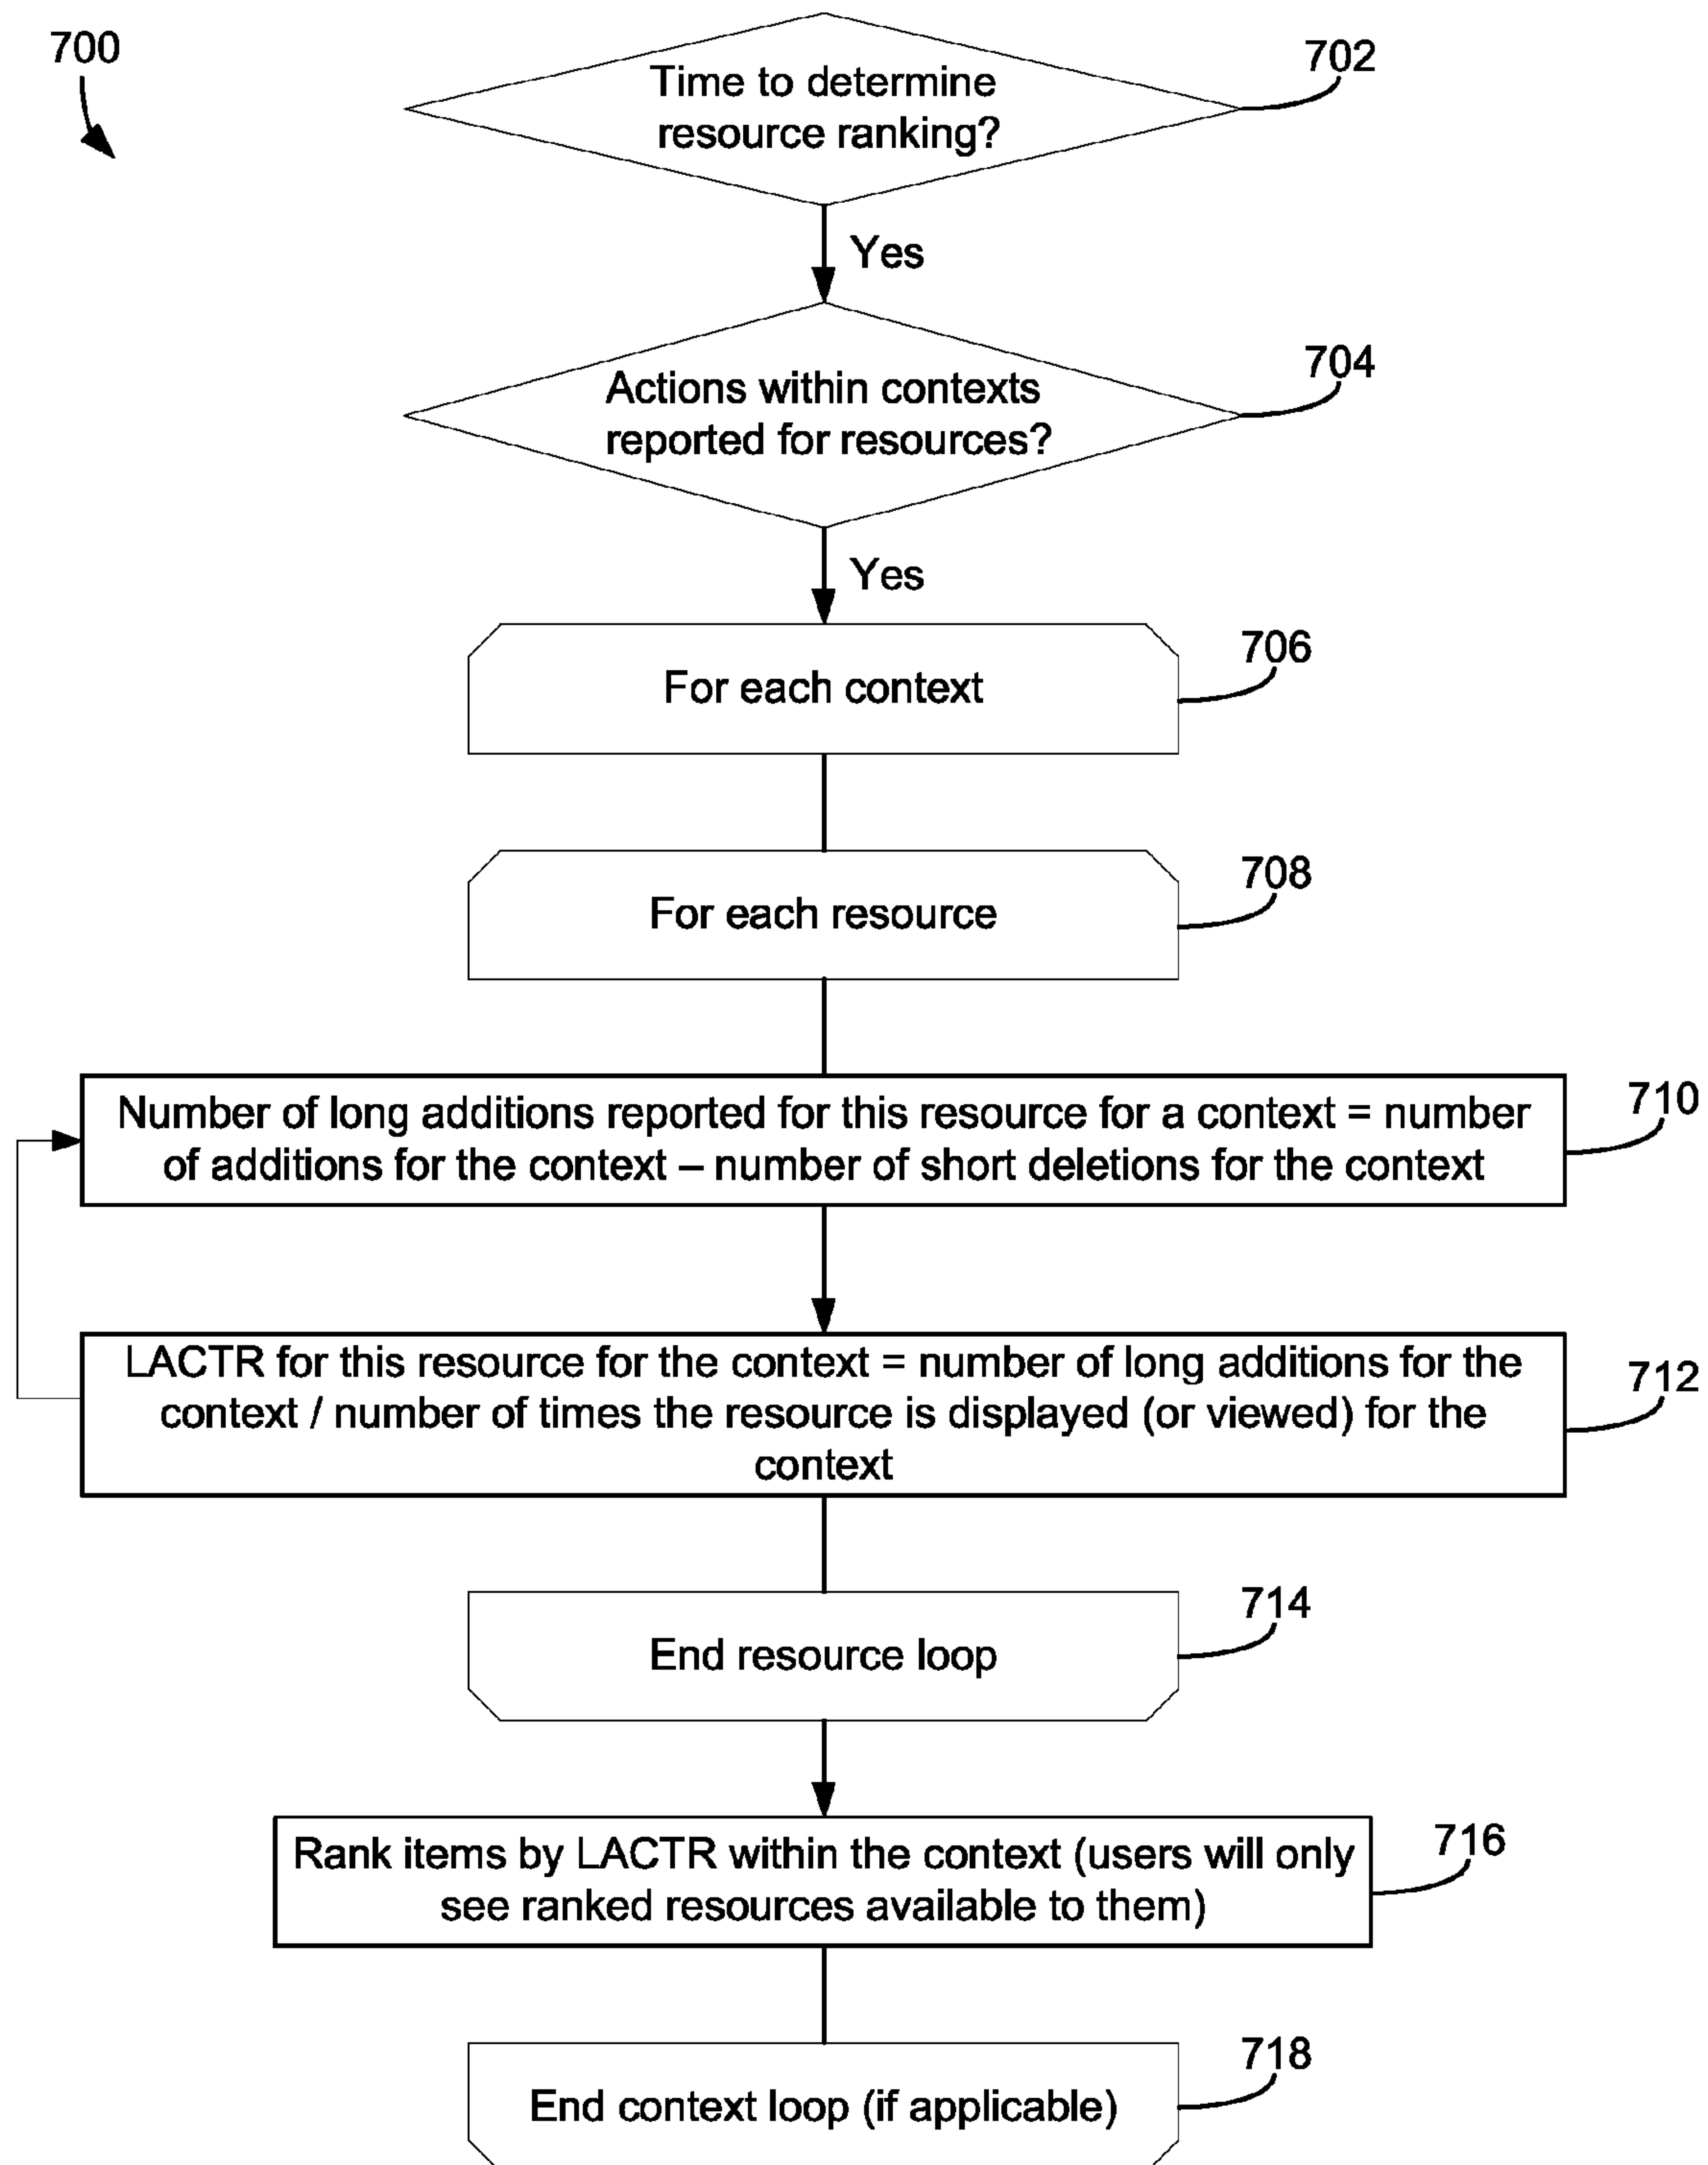 700
702
Time to determine
resource ranking?
Yes
704
Actions within contexts
reported for resources?
Yes
706
For each context
708
For each resource
710
Number of long additions reported for this resource for a context = number
of additions for the context – number of short deletions for the context
712
LACTR for this resource for the context = number of long additions for the
context / number of times the resource is displayed (or viewed) for the
context
714
End resource loop
716
Rank items by LACTR within the context (users will only
see ranked resources available to them)
718
End context loop (if applicable)